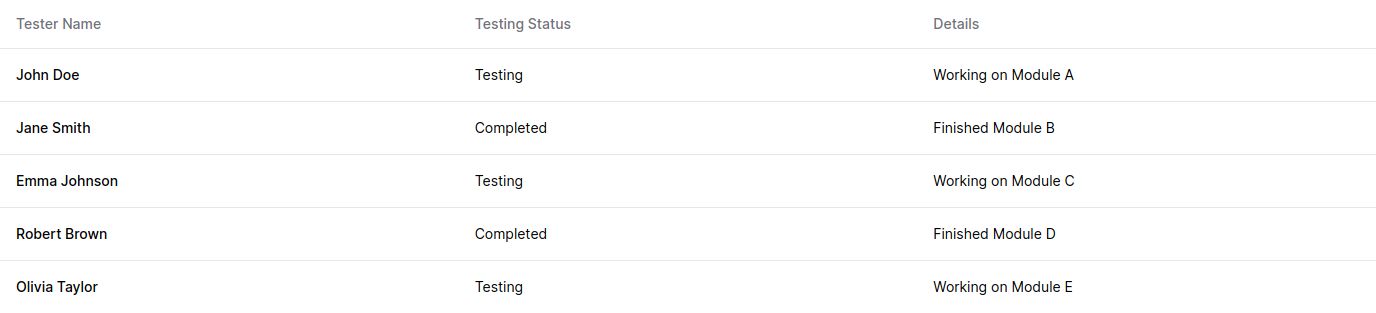 Tester Name Testing Status Details
John Doe Testing Working on Module A
Jane Smith Completed Finished Module B
Emma Johnson Testing Working on Module C
Robert Brown Completed Finished Module D
Olivia Taylor Testing Working on Module E